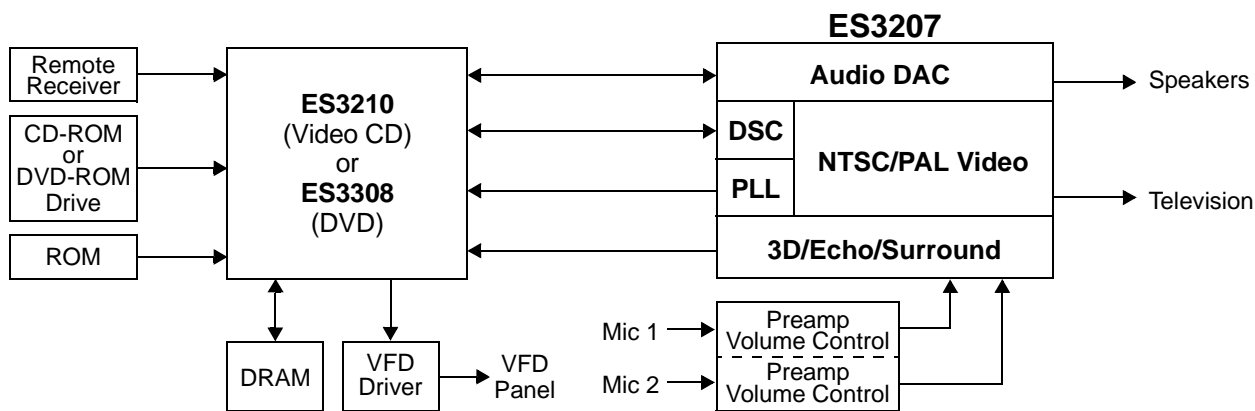 ES3207
Remote
Receiver
CD-ROM
or
DVD-ROM
Drive
ROM
ES3210
(Video CD)
or
ES3308
(DVD)
Audio DAC
DSC
PLL
NTSC/PAL Video
3D/Echo/Surround
Speakers
Television
DRAM
VFD
Driver
VFD
Panel
Mic 1
Preamp
Volume Control
Mic 2
Preamp
Volume Control